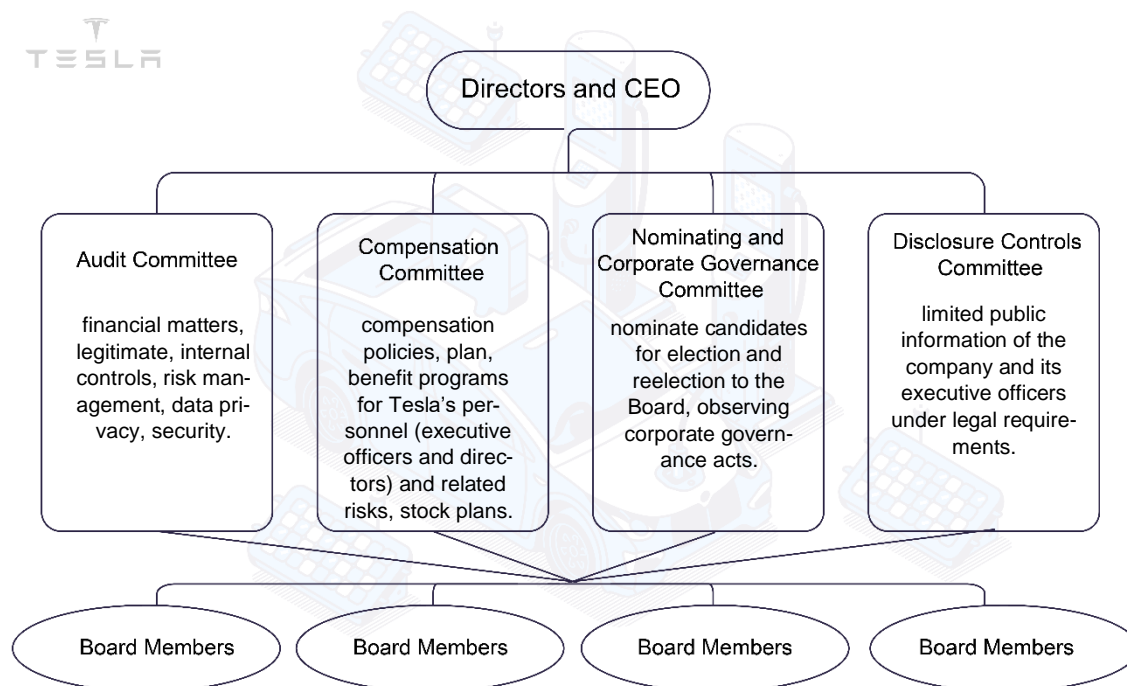 TESLA
Directors and CEO
Audit Committee
financial matters,
legitimate, internal
controls, risk man-
agement, data pri-
vacy, security.
Compensation
Committee
compensation
policies, plan,
benefit programs
for Tesla's per-
sonnel (executive
officers and direc-
tors) and related
risks, stock plans.
Nominating and
Corporate Governance
Committee
nominate candidates
for election and
reelection to the
Board, observing
corporate govern-
ance acts.
Disclosure Controls
Committee
limited public
information of the
company and its
executive officers
under legal require-
ments.
Board Members
Board Members
Board Members
Board Members